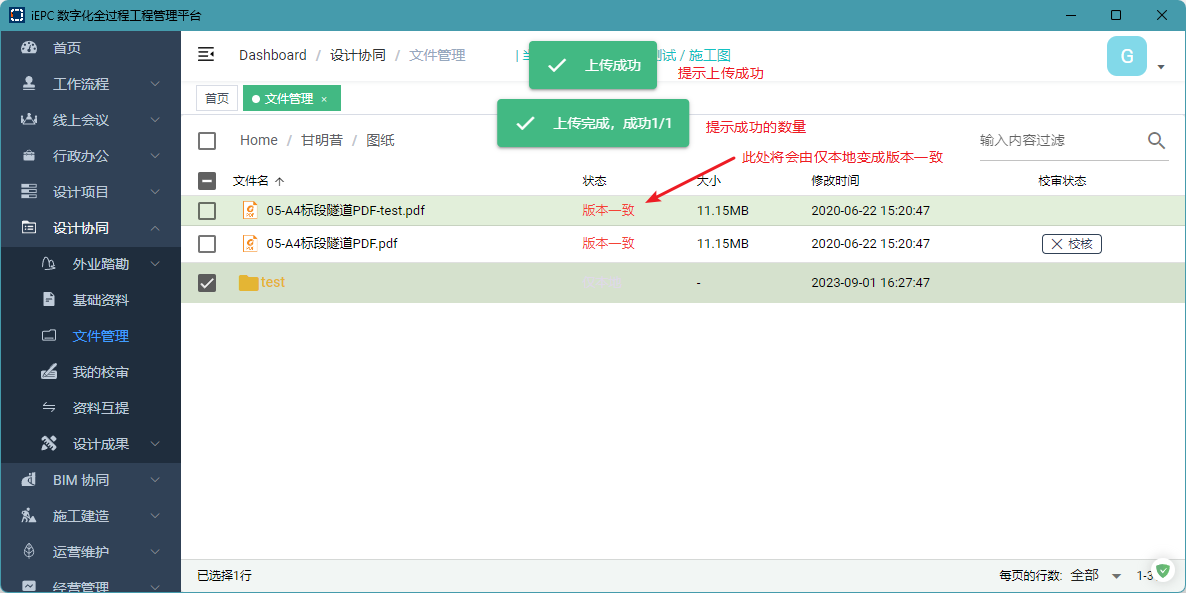 iEPC 数字化全过程工程管理平台
首页
工作流程
线上会议
行政办公
设计项目
设计协同
外业踏勘
基础资料
文件管理
我的校审
资料互提
设计成果
BIM 协同
施工建造
运营维护
经营管理
Dashboard / 设计协同 / 文件管理
测试 / 施工图
上传成功
提示上传成功
G
首页
文件管理 ×
上传完成，成功1/1
提示成功的数量
Home / 甘明昔 / 图纸
输入内容过滤
此处将会由仅本地变成版本一致
文件名 状态 大小 修改时间 校审状态
05-A4标段隧道PDF-test.pdf 版本一致 11.15MB 2020-06-22 15:20:47
05-A4标段隧道PDF.pdf 版本一致 11.15MB 2020-06-22 15:20:47 校核
test - 2023-09-01 16:27:47
已选择1行
每页的行数: 全部 1-3